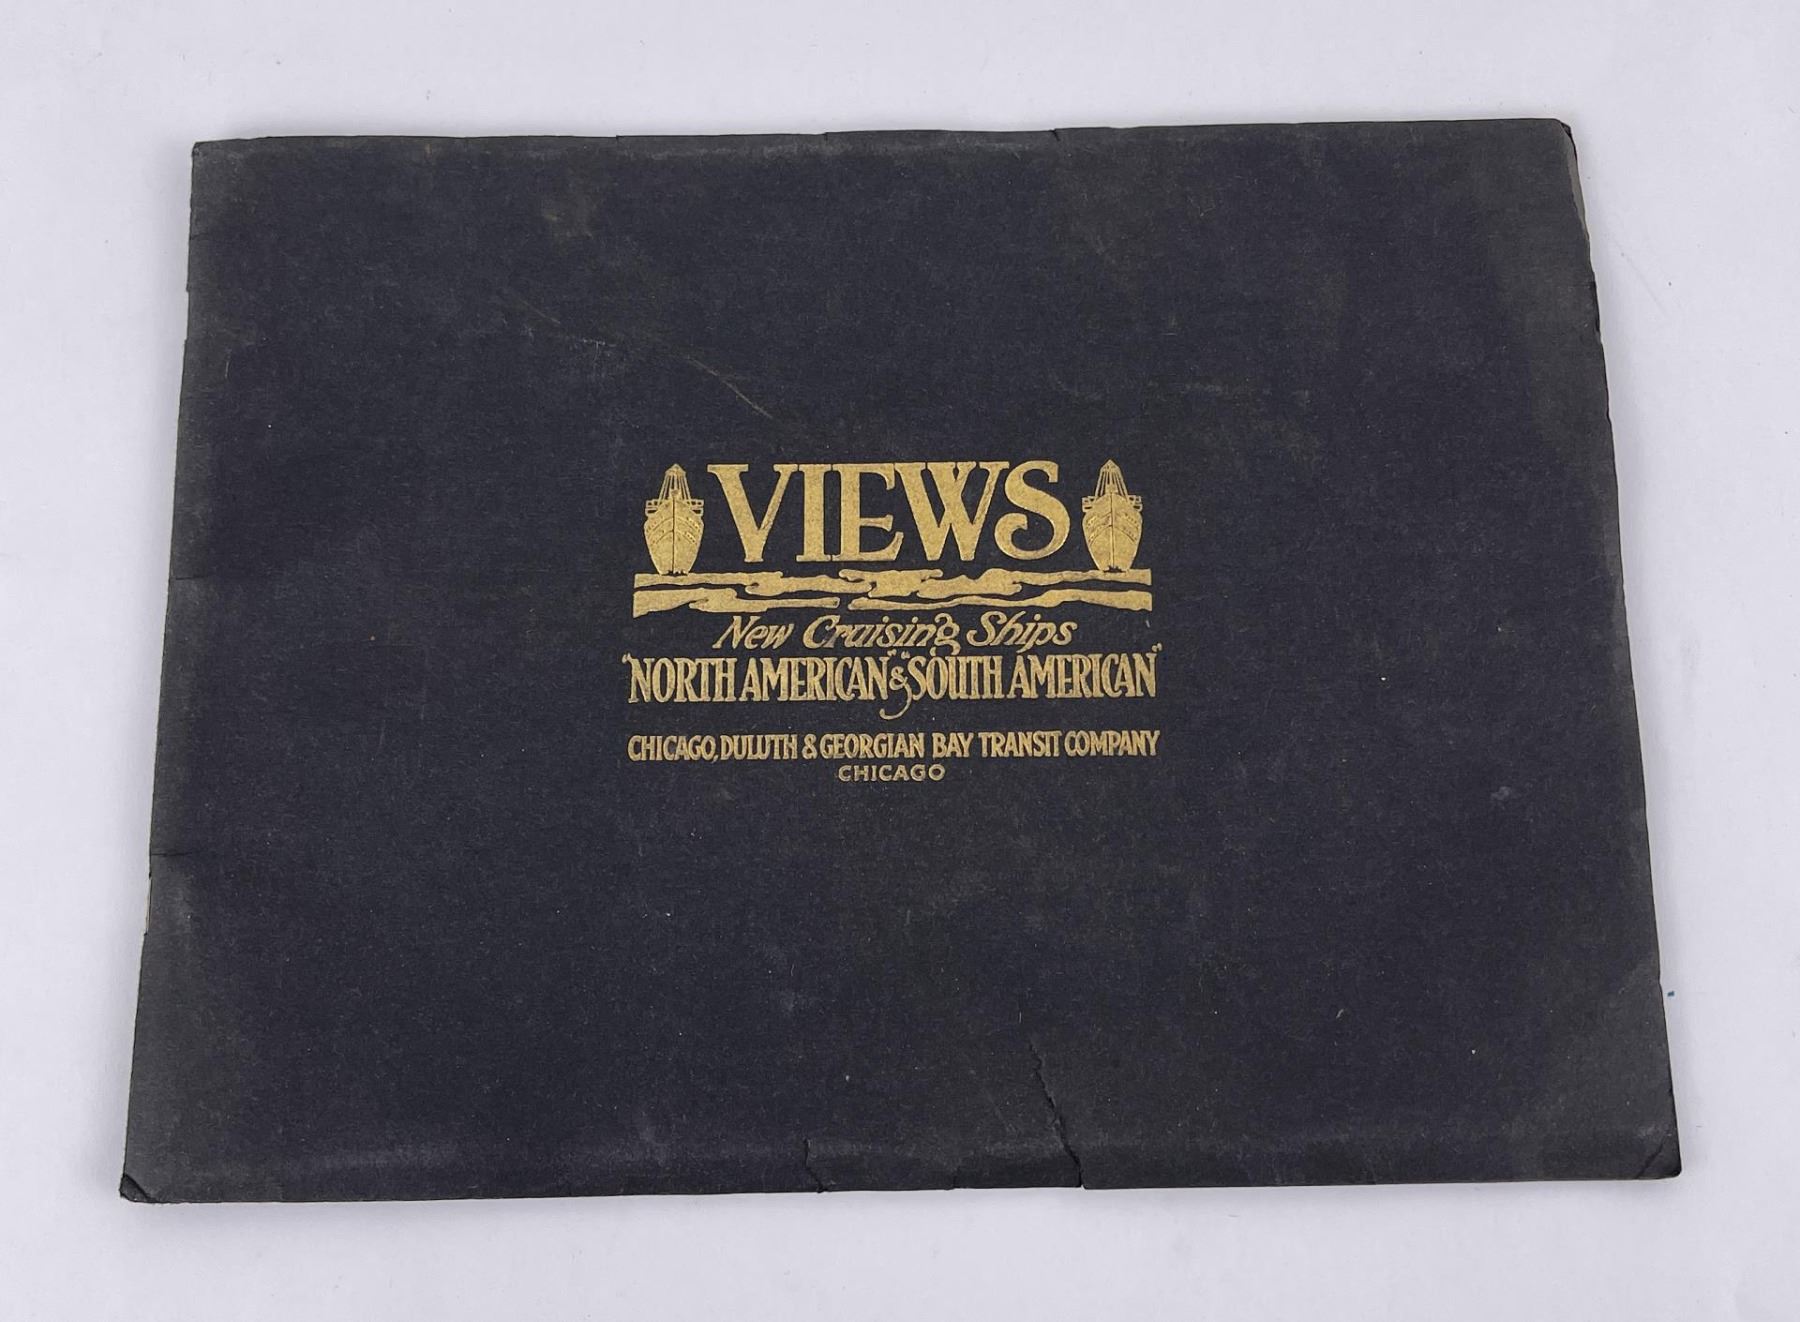 VIEWS
New Cruising Ships
"NORTH AMERICAN" & "SOUTH AMERICAN"
CHICAGO, DULUTH & GEORGIAN BAY TRANSIT COMPANY
CHICAGO